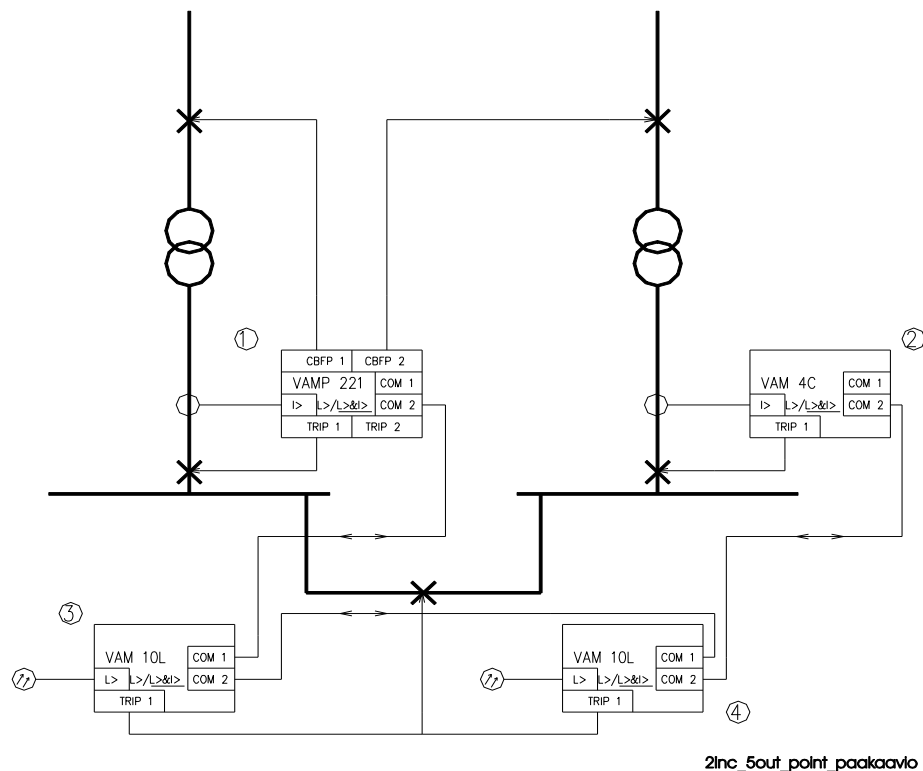 1
CBFP 1 CBFP 2
VAMP 221 COM 1
I> L>/L>&I> COM 2
TRIP 1 TRIP 2
2
VAM 4C COM 1
I> L>/L>&I> COM 2
TRIP 1
3
VAM 10L COM 1
L> L>/L>&I> COM 2
TRIP 1
VAM 10L COM 1
L> L>/L>&I> COM 2
TRIP 1
4
2inc_5out_point_paakaavio